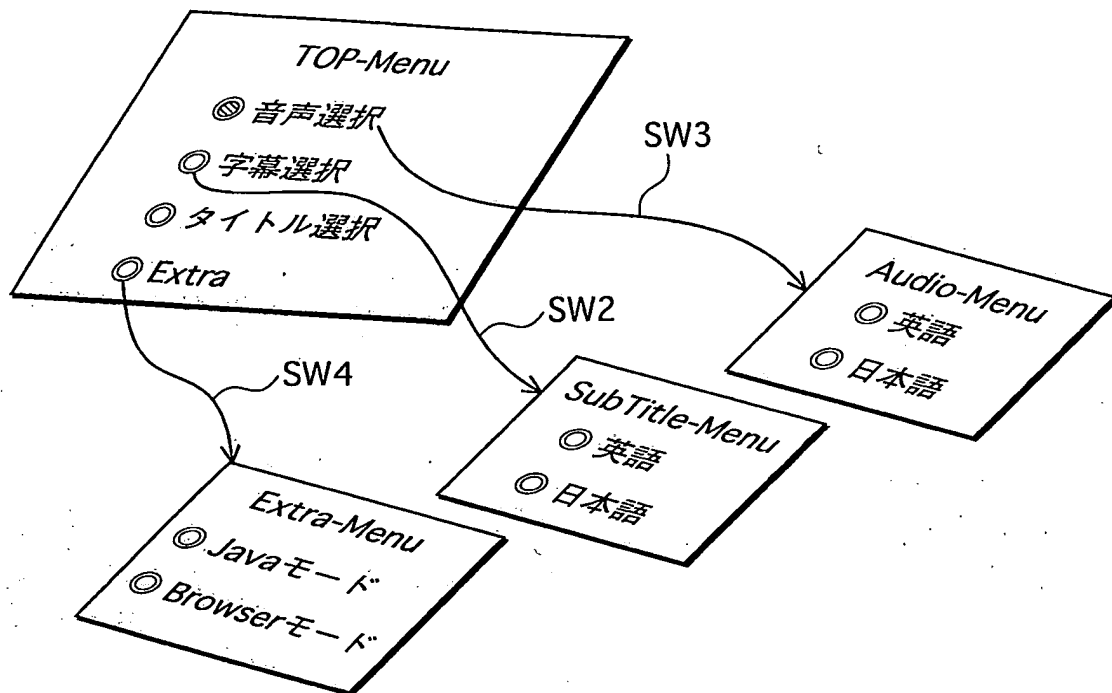 TOP-Menu
音声選択
字幕選択
タイトル選択
Extra
SW3
SW2
SW4
Audio-Menu
英語
日本語
SubTitle-Menu
英語
日本語
Extra-Menu
Javaモード
Browserモード